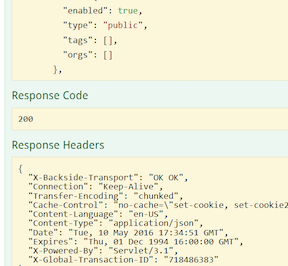 "enabled": true,
"type": "public",
"tags": [],
"orgs": []
},
Response Code
200
Response Headers
{
"X-Backside-Transport": "OK OK",
"Connection": "Keep-Alive",
"Transfer-Encoding": "chunked",
"Cache-Control": "no-cache=\"set-cookie, set-cookie2
"Content-Language": "en-US",
"Content-Type": "application/json",
"Date": "Tue, 10 May 2016 17:34:51 GMT",
"Expires": "Thu, 01 Dec 1994 16:00:00 GMT",
"X-Powered-By": "Servlet/3.1",
"X-Global-Transaction-ID": "718486383"